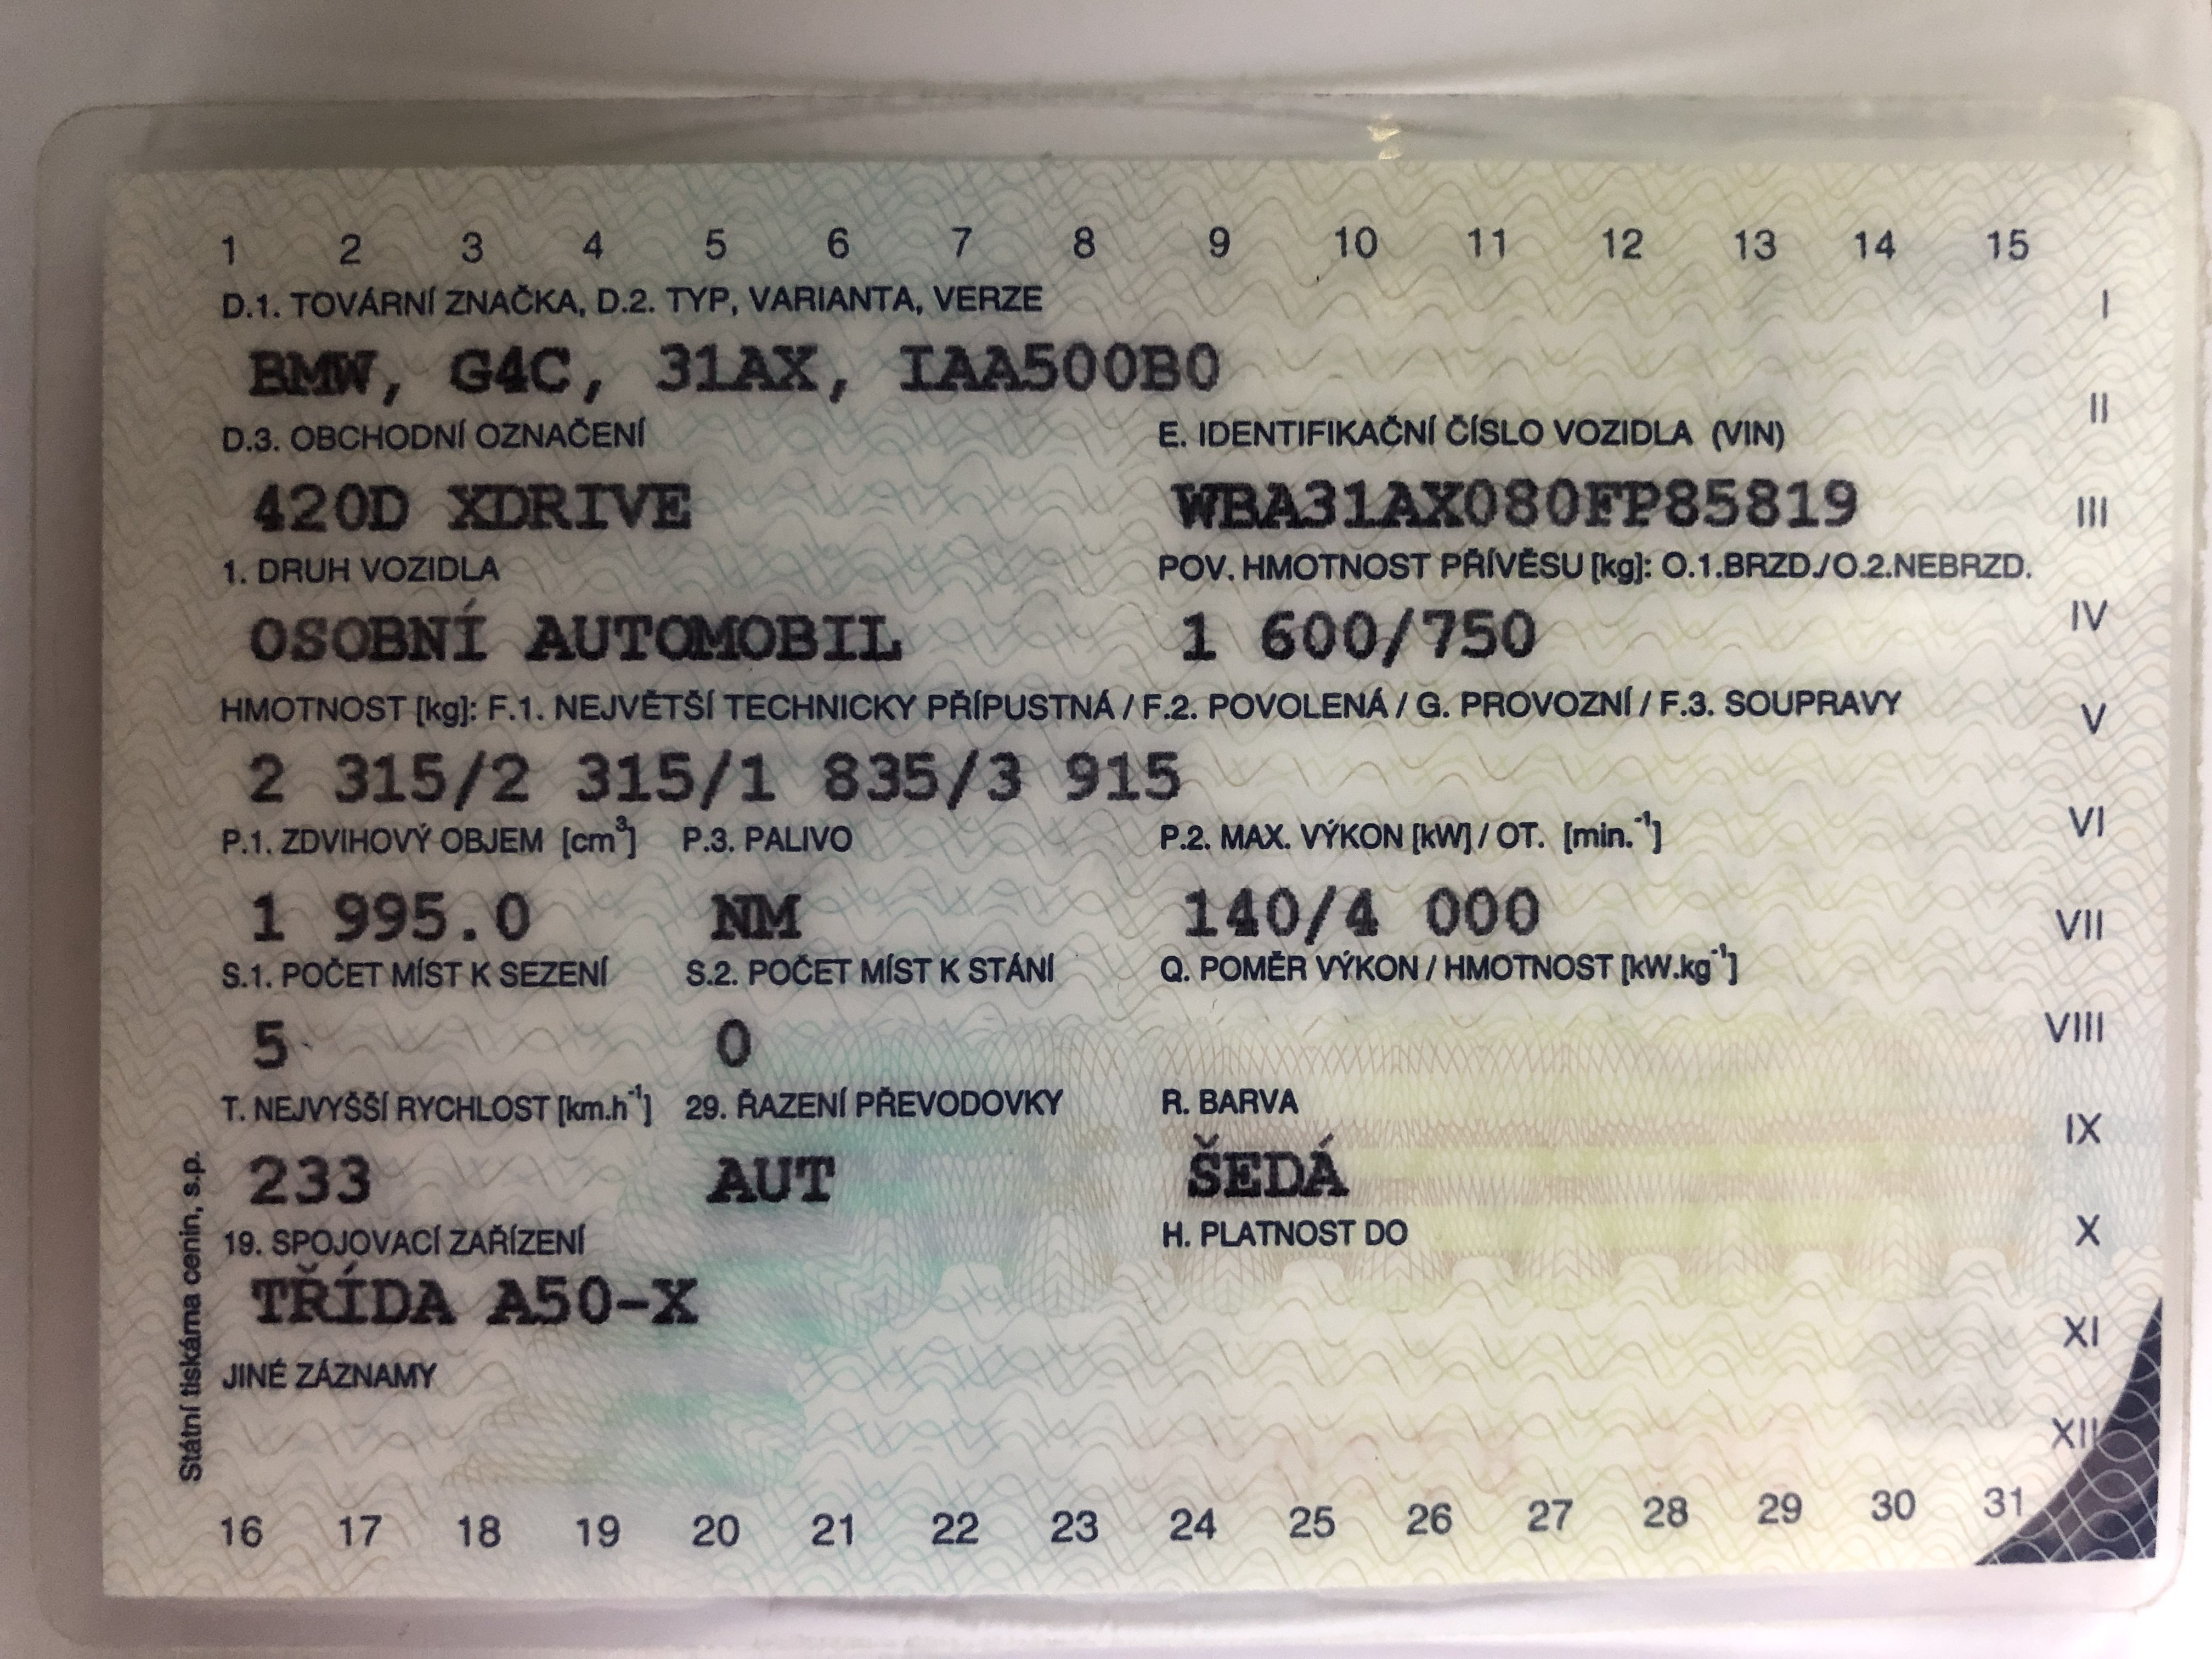 1 2 3 4 5 6 7 8 9 10 11 12 13 14 15
D.1. TOVÁRNÍ ZNAČKA, D.2. TYP, VARIANTA, VERZE
I
BMW, G4C, 31AX, IAA500B0
II
D.3. OBCHODNÍ OZNAČENÍ E. IDENTIFIKAČNÍ ČÍSLO VOZIDLA (VIN)
420D XDRIVE WBA31AX080FP85819
III
1. DRUH VOZIDLA POV. HMOTNOST PŘÍVĚSU [kg]: O.1.BRZD./O.2.NEBRZD.
OSOBNÍ AUTOMOBIL 1 600/750
IV
HMOTNOST [kg]: F.1. NEJVĚTŠÍ TECHNICKY PŘÍPUSTNÁ / F.2. POVOLENÁ / G. PROVOZNÍ / F.3. SOUPRAVY
V
2 315/2 315/1 835/3 915
VI
P.1. ZDVIHOVÝ OBJEM [cm³] P.3. PALIVO P.2. MAX. VÝKON [kW] / OT. [min.⁻¹]
1 995.0 NM 140/4 000
VII
S.1. POČET MÍST K SEZENÍ S.2. POČET MÍST K STÁNÍ Q. POMĚR VÝKON / HMOTNOST [kW.kg⁻¹]
5 0
VIII
T. NEJVYŠŠÍ RYCHLOST [km.h⁻¹] 29. ŘAZENÍ PŘEVODOVKY R. BARVA
IX
233 AUT ŠEDÁ
19. SPOJOVACÍ ZAŘÍZENÍ H. PLATNOST DO
X
TŘÍDA A50-X
XI
JINÉ ZÁZNAMY
XII
Státní tiskárna cenin, s.p.
16 17 18 19 20 21 22 23 24 25 26 27 28 29 30 31